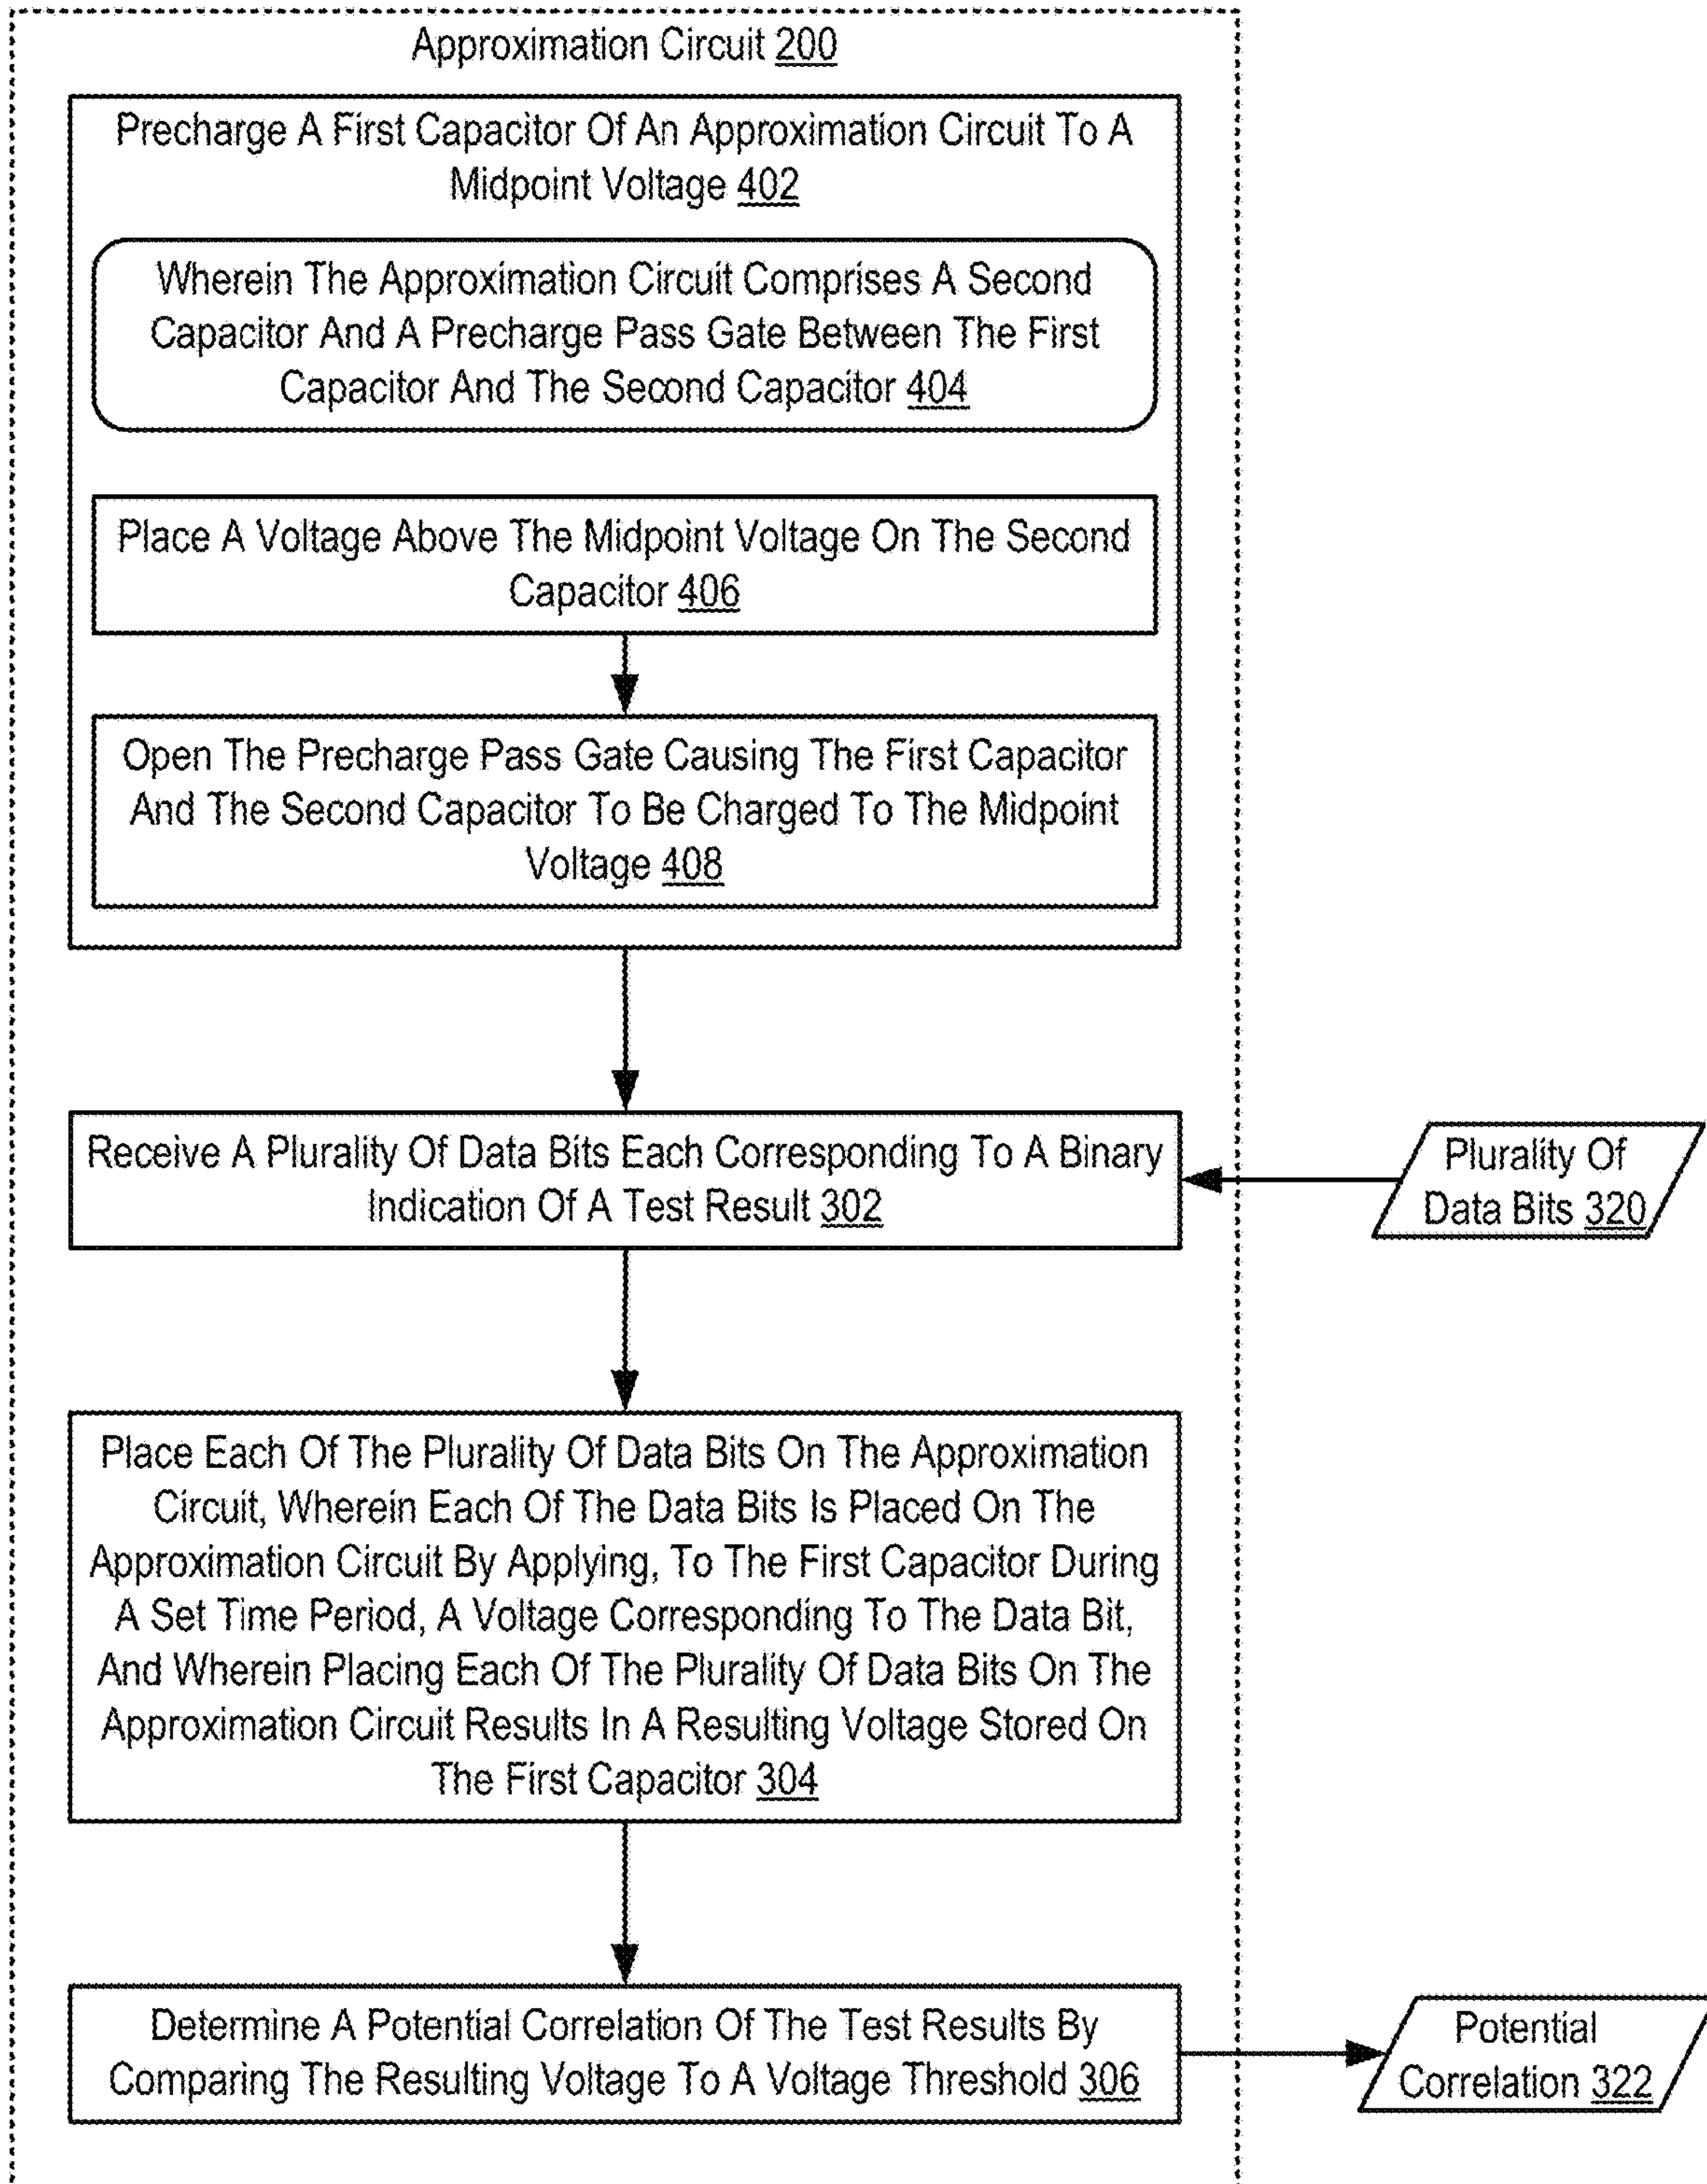 Approximation Circuit 200
Precharge A First Capacitor Of An Approximation Circuit To A
Midpoint Voltage 402
Wherein The Approximation Circuit Comprises A Second
Capacitor And A Precharge Pass Gate Between The First
Capacitor And The Second Capacitor 404
Place A Voltage Above The Midpoint Voltage On The Second
Capacitor 406
Open The Precharge Pass Gate Causing The First Capacitor
And The Second Capacitor To Be Charged To The Midpoint
Voltage 408
Receive A Plurality Of Data Bits Each Corresponding To A Binary
Indication Of A Test Result 302
Plurality Of
Data Bits 320
Place Each Of The Plurality Of Data Bits On The Approximation
Circuit, Wherein Each Of The Data Bits Is Placed On The
Approximation Circuit By Applying, To The First Capacitor During
A Set Time Period, A Voltage Corresponding To The Data Bit,
And Wherein Placing Each Of The Plurality Of Data Bits On The
Approximation Circuit Results In A Resulting Voltage Stored On
The First Capacitor 304
Determine A Potential Correlation Of The Test Results By
Comparing The Resulting Voltage To A Voltage Threshold 306
Potential
Correlation 322